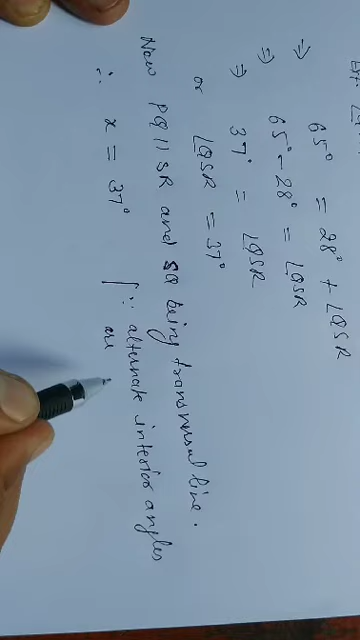 Ext. ∠
⇒ 65° = 28° + ∠QSR
⇒ 65° - 28° = ∠QSR
⇒ 37° = ∠QSR
or ∠QSR = 37°
Now PQ || SR and SQ being transversal line.
∴ x = 37° [∵ alternate interior angles
are